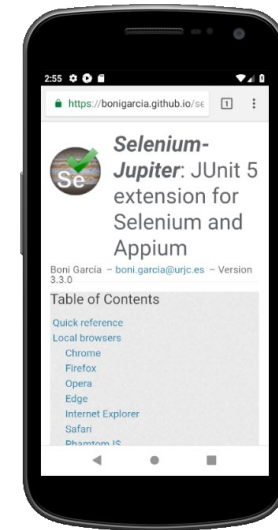 2:55
https://bonigarcia.github.io/se
1
Se
Selenium-
Jupiter: JUnit 5
extension for
Selenium and
Appium
Boni García – boni.garcia@urjc.es – Version
3.3.0
Table of Contents
Quick reference
Local browsers
Chrome
Firefox
Opera
Edge
Internet Explorer
Safari
PhamtomJS